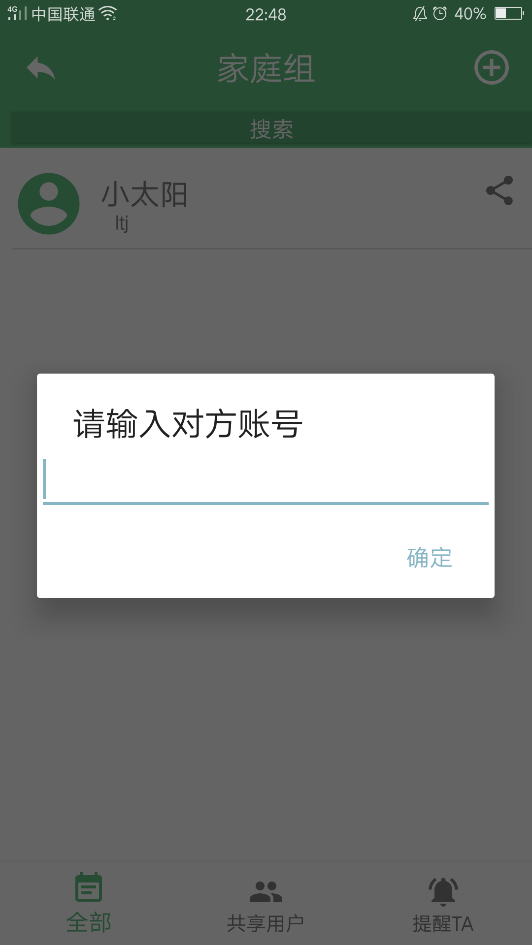 4G 中国联通 22:48 40%
家庭组
搜索
小太阳
ltj
请输入对方账号
确定
全部 共享用户 提醒TA